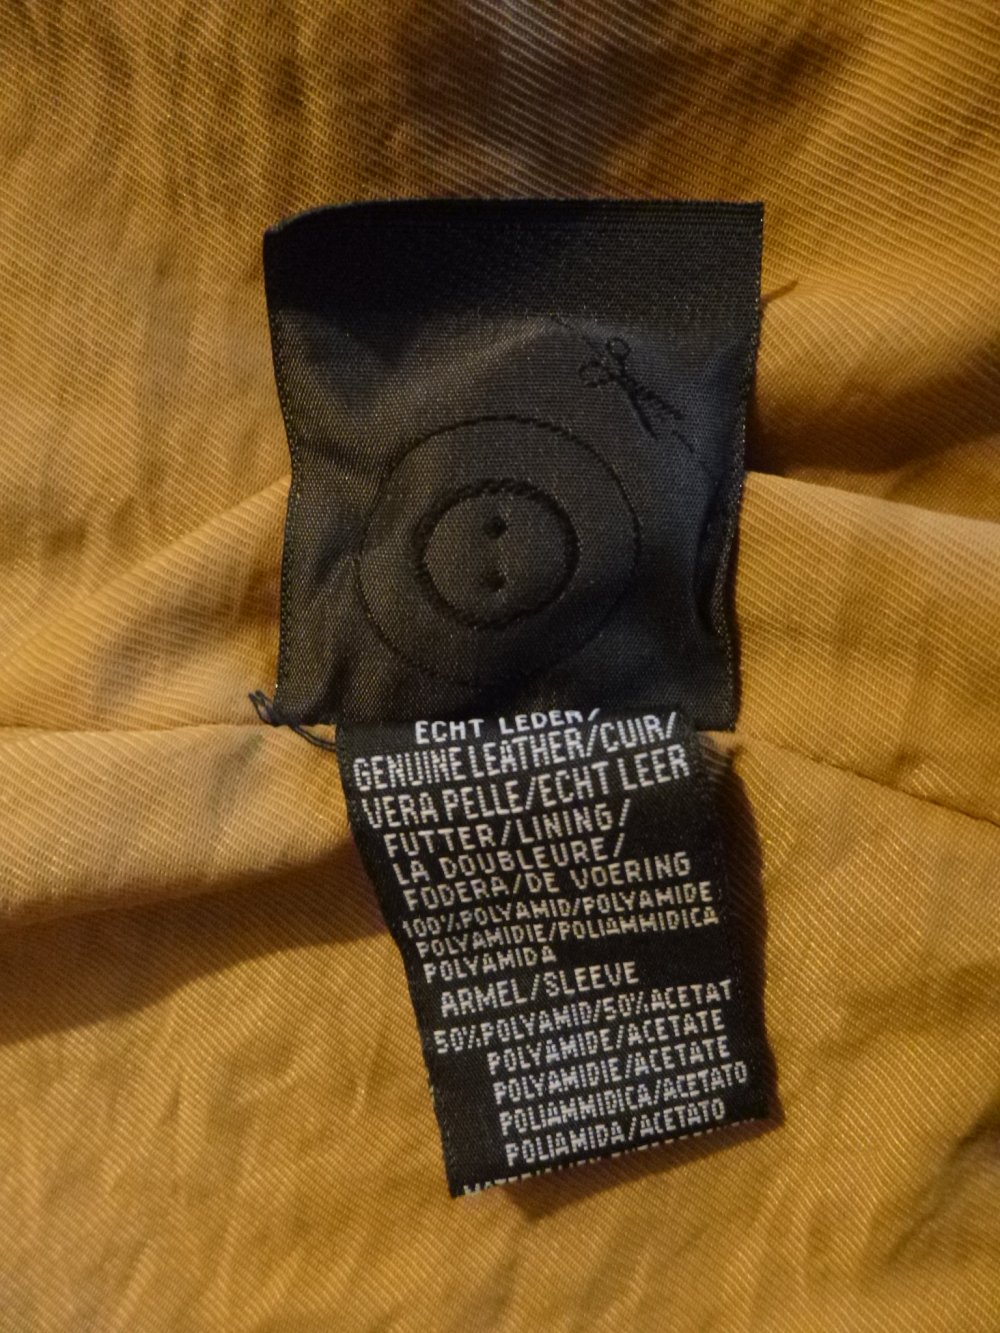 ECHT LEDER/
GENUINE LEATHER/CUIR/
VERA PELLE/ECHT LEER
FUTTER/LINING/
LA DOUBLEURE/
FODERA/DE VOERING
100%POLYAMID/POLYAMIDE
POLYAMIDIE/POLIAMMIDICA
POLYAMIDA
ARMEL/SLEEVE
50%POLYAMID/50%ACETAT
POLYAMIDE/ACETATE
POLYAMIDIE/ACETATE
POLIAMMIDICA/ACETATO
POLIAMIDA/ACETATO